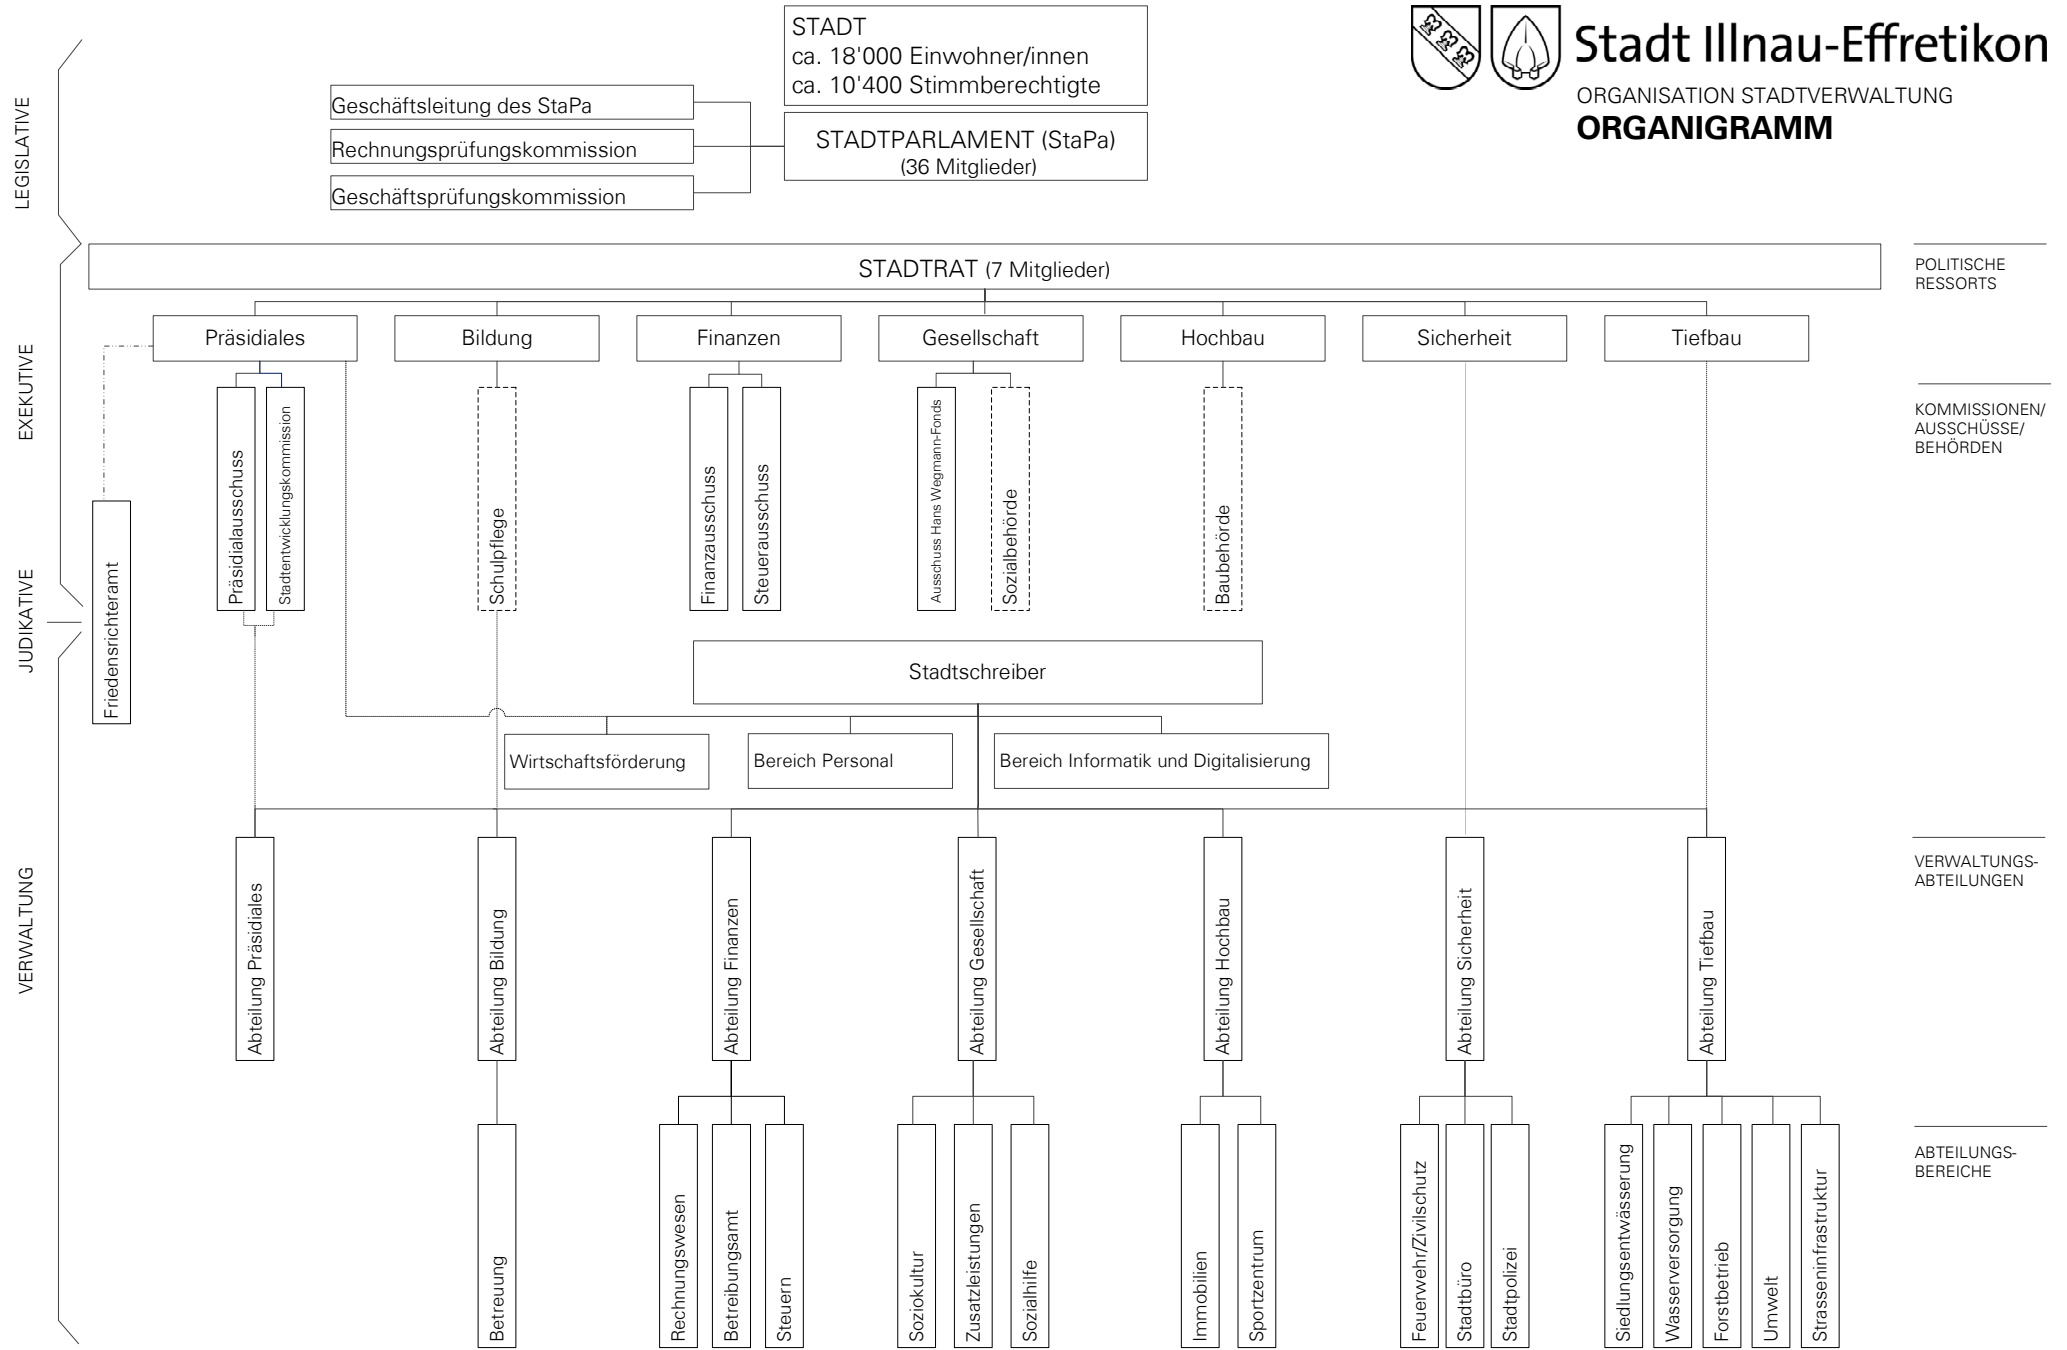 STADT
ca. 18'000 Einwohner/innen
ca. 10'400 Stimmberechtigte
Stadt Illnau-Effretikon
ORGANISATION STADTVERWALTUNG
ORGANIGRAMM
LEGISLATIVE
Geschäftsleitung des StaPa
Rechnungsprüfungskommission
Geschäftsprüfungskommission
STADTPARLAMENT (StaPa)
(36 Mitglieder)
STADTRAT (7 Mitglieder)
POLITISCHE
RESSORTS
EXEKUTIVE
Präsidiales
Bildung
Finanzen
Gesellschaft
Hochbau
Sicherheit
Tiefbau
Präsidialausschuss
Stadtentwicklungskommission
Schulpflege
Finanzausschuss
Steuerausschuss
Ausschuss Hans Wegmann-Fonds
Sozialbehörde
Baubehörde
KOMMISSIONEN/
AUSSCHÜSSE/
BEHÖRDEN
JUDIKATIVE
Friedensrichteramt
Stadtschreiber
Wirtschaftsförderung
Bereich Personal
Bereich Informatik und Digitalisierung
VERWALTUNG
Abteilung Präsidiales
Abteilung Bildung
Abteilung Finanzen
Abteilung Gesellschaft
Abteilung Hochbau
Abteilung Sicherheit
Abteilung Tiefbau
VERWALTUNGS-
ABTEILUNGEN
Betreuung
Rechnungswesen
Betreibungsamt
Steuern
Soziokultur
Zusatzleistungen
Sozialhilfe
Immobilien
Sportzentrum
Feuerwehr/Zivilschutz
Stadtbüro
Stadtpolizei
Siedlungsentwässerung
Wasserversorgung
Forstbetrieb
Umwelt
Strasseninfrastruktur
ABTEILUNGS-
BEREICHE